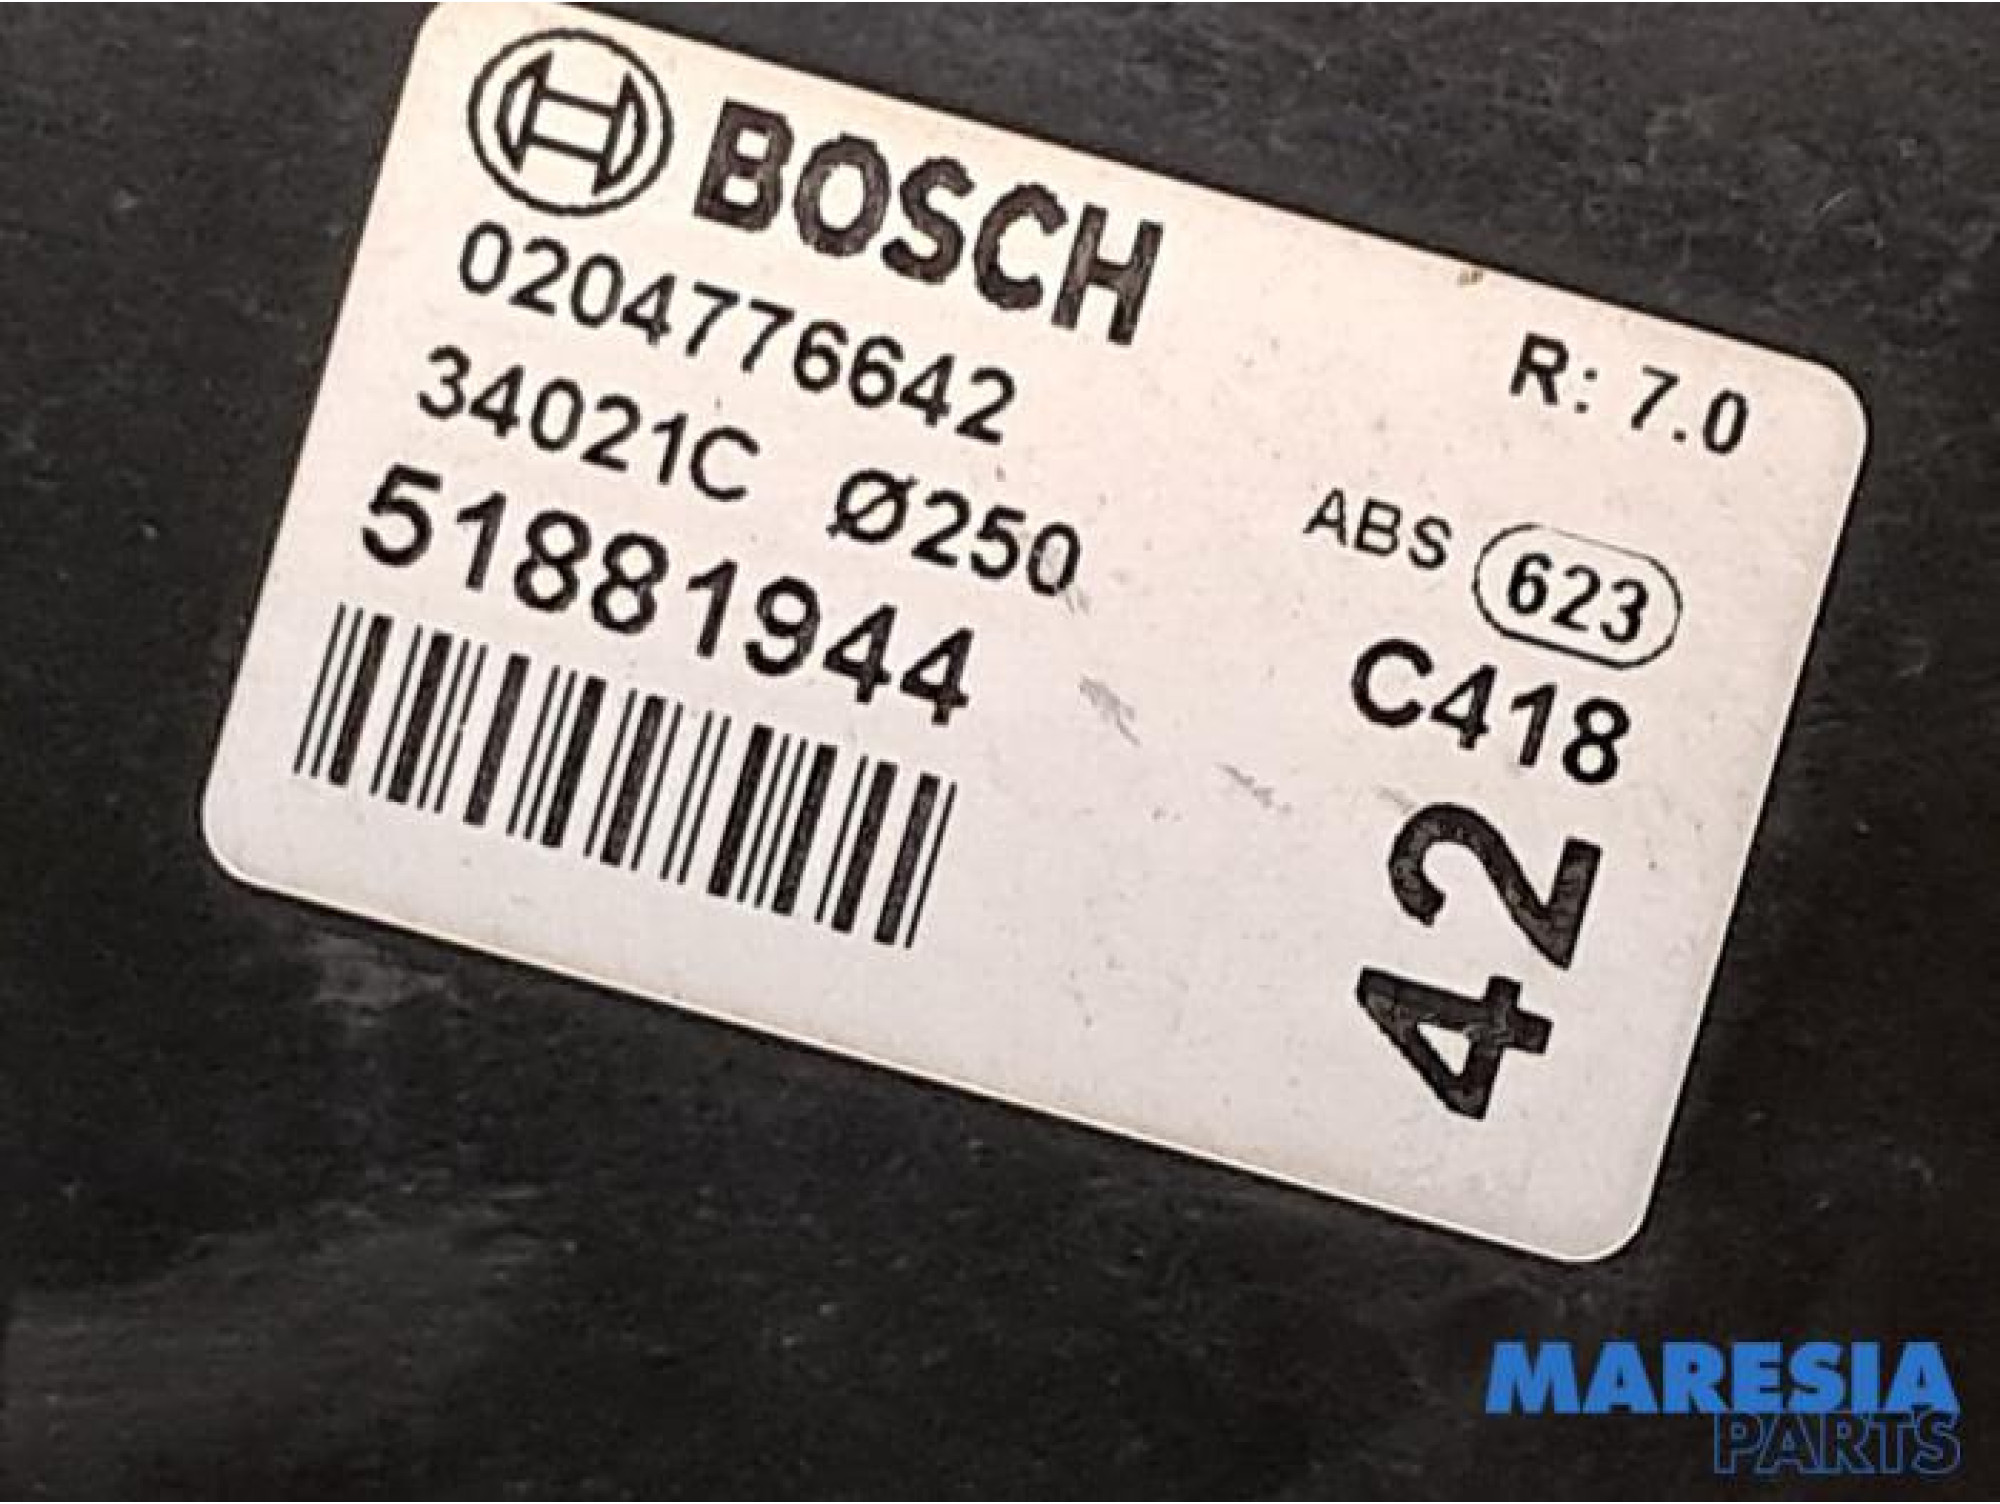 BOSCH
0204776642
R: 7.0
34021C Ø250
ABS 623
51881944
C418
42
MARESIA
PARTS